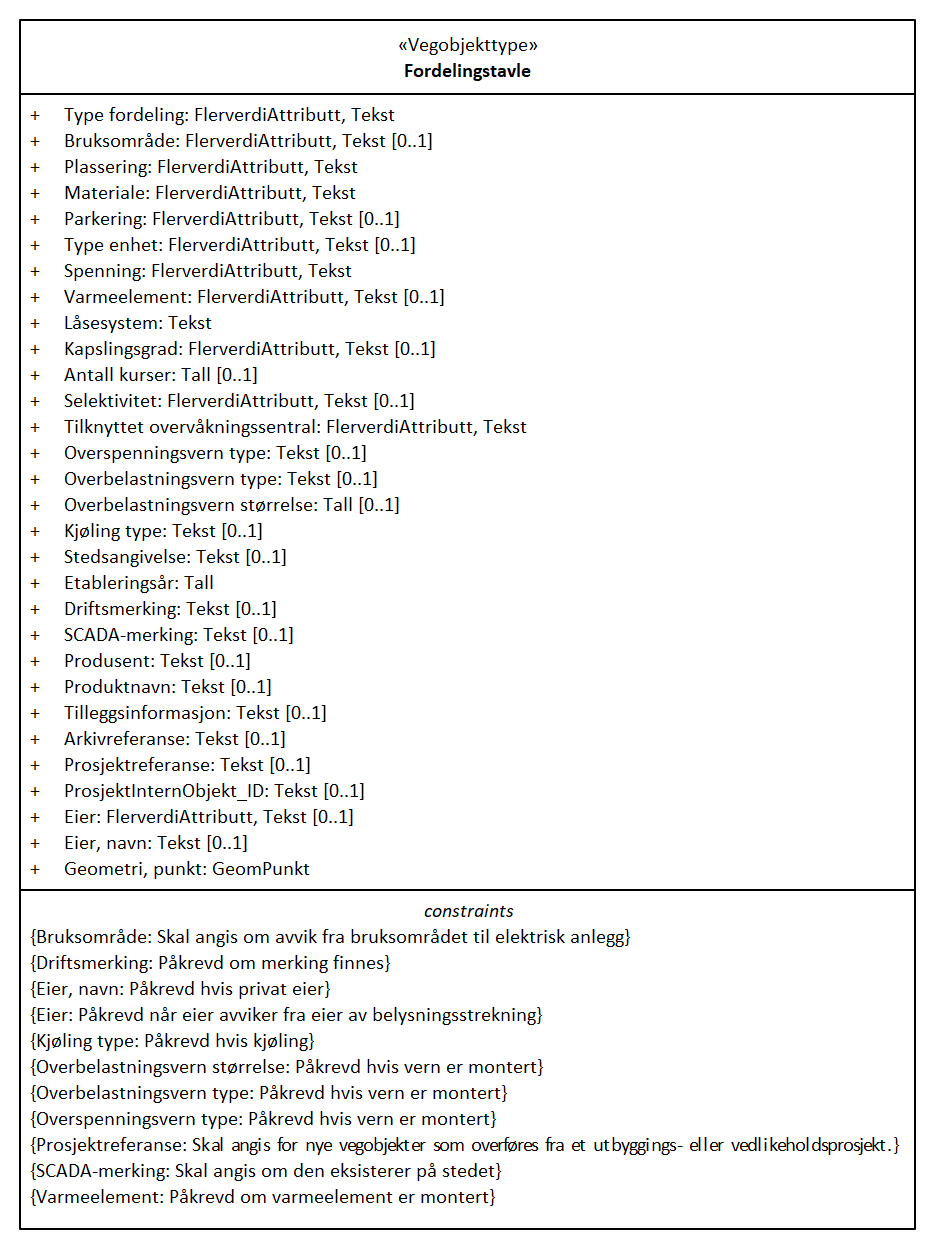 «Vegobjekttype»
Fordelingstavle
+ Type fordeling: FlerverdiAttributt, Tekst
+ Bruksområde: FlerverdiAttributt, Tekst [0..1]
+ Plassering: FlerverdiAttributt, Tekst
+ Materiale: FlerverdiAttributt, Tekst
+ Parkering: FlerverdiAttributt, Tekst [0..1]
+ Type enhet: FlerverdiAttributt, Tekst [0..1]
+ Spenning: FlerverdiAttributt, Tekst
+ Varmeelement: FlerverdiAttributt, Tekst [0..1]
+ Låsesystem: Tekst
+ Kapslingsgrad: FlerverdiAttributt, Tekst [0..1]
+ Antall kurser: Tall [0..1]
+ Selektivitet: FlerverdiAttributt, Tekst [0..1]
+ Tilknyttet overvåkningssentral: FlerverdiAttributt, Tekst
+ Overspenningsvern type: Tekst [0..1]
+ Overbelastningsvern type: Tekst [0..1]
+ Overbelastningsvern størrelse: Tall [0..1]
+ Kjøling type: Tekst [0..1]
+ Stedsangivelse: Tekst [0..1]
+ Etableringsår: Tall
+ Driftsmerking: Tekst [0..1]
+ SCADA-merking: Tekst [0..1]
+ Produsent: Tekst [0..1]
+ Produktnavn: Tekst [0..1]
+ Tilleggsinformasjon: Tekst [0..1]
+ Arkivreferanse: Tekst [0..1]
+ Prosjektreferanse: Tekst [0..1]
+ ProsjektInternObjekt_ID: Tekst [0..1]
+ Eier: FlerverdiAttributt, Tekst [0..1]
+ Eier, navn: Tekst [0..1]
+ Geometri, punkt: GeomPunkt
constraints
{Bruksområde: Skal angis om avvik fra bruksområdet til elektrisk anlegg}
{Driftsmerking: Påkrevd om merking finnes}
{Eier, navn: Påkrevd hvis privat eier}
{Eier: Påkrevd når eier avviker fra eier av belysningsstrekning}
{Kjøling type: Påkrevd hvis kjøling}
{Overbelastningsvern størrelse: Påkrevd hvis vern er montert}
{Overbelastningsvern type: Påkrevd hvis vern er montert}
{Overspenningsvern type: Påkrevd hvis vern er montert}
{Prosjektreferanse: Skal angis for nye vegobjekter som overføres fra et utbyggings- eller vedlikeholdsprosjekt.}
{SCADA-merking: Skal angis om den eksisterer på stedet}
{Varmeelement: Påkrevd om varmeelement er montert}